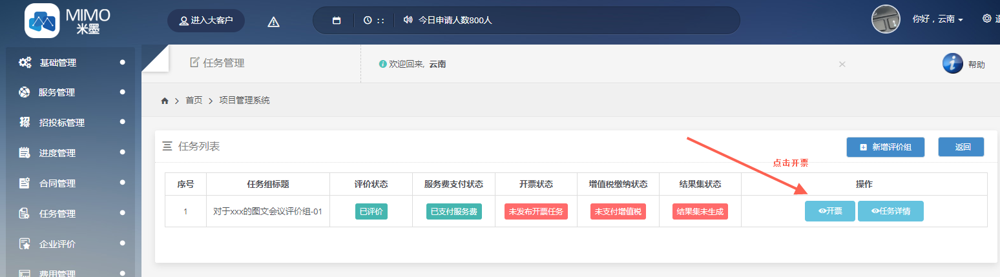 MIMO
米墨
进入大客户
: :
今日申请人数800人
你好，云南
基础管理
服务管理
招投标管理
进度管理
合同管理
任务管理
企业评价
费用管理
任务管理
欢迎回来, 云南
×
帮助
首页 > 项目管理系统
任务列表
新增评价组
返回
点击开票
序号 任务组标题 评价状态 服务费支付状态 开票状态 增值税缴纳状态 结果集状态 操作
1 对于xxx的图文会议评价组-01 已评价 已支付服务费 未发布开票任务 未支付增值税 结果集未生成 开票 任务详情